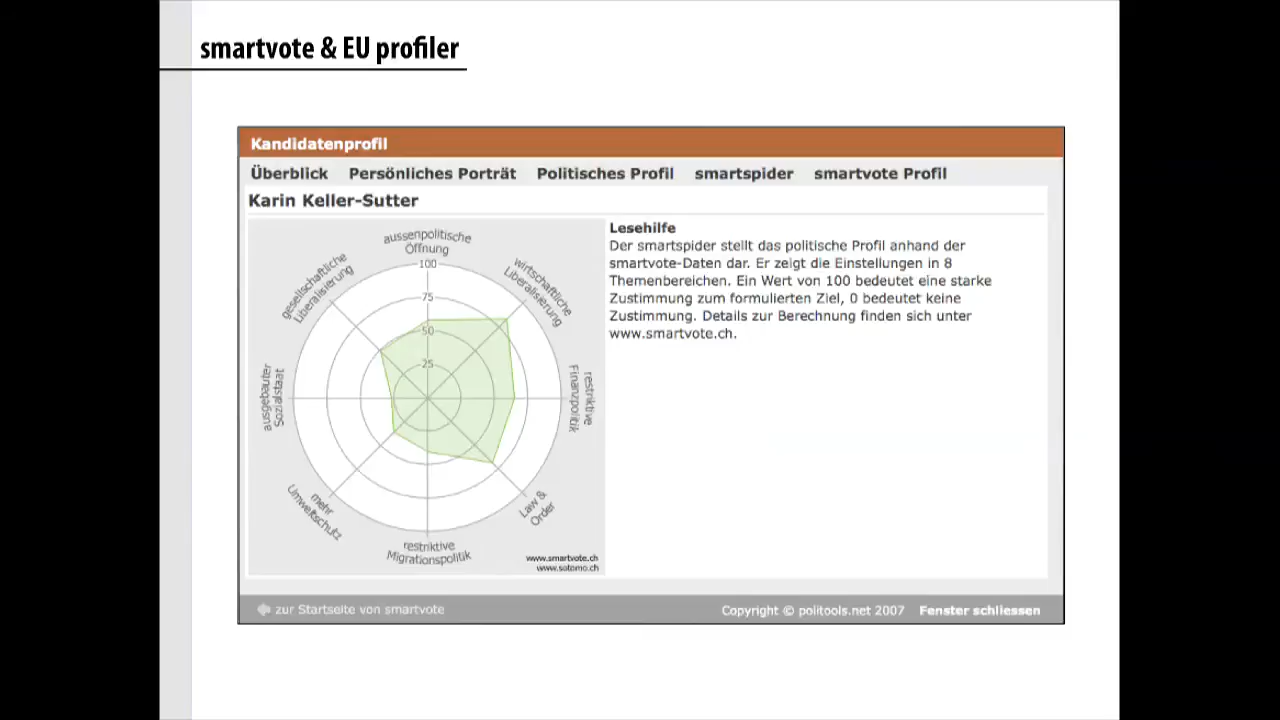 smartvote & EU profiler
Kandidatenprofil
Überblick Persönliches Porträt Politisches Profil smartspider smartvote Profil
Karin Keller-Sutter
Lesehilfe
Der smartspider stellt das politische Profil anhand der
smartvote-Daten dar. Er zeigt die Einstellungen in 8
Themenbereichen. Ein Wert von 100 bedeutet eine starke
Zustimmung zum formulierten Ziel, 0 bedeutet keine
Zustimmung. Details zur Berechnung finden sich unter
www.smartvote.ch.
aussenpolitische
Öffnung
wirtschaftliche
Liberalisierung
restriktive
Finanzpolitik
Law &
Order
restriktive
Migrationspolitik
mehr
Umweltschutz
ausgebauter
Sozialstaat
gesellschaftliche
Liberalisierung
100
75
50
25
www.smartvote.ch
www.sotomo.ch
zur Startseite von smartvote
Copyright © politools.net 2007 Fenster schliessen